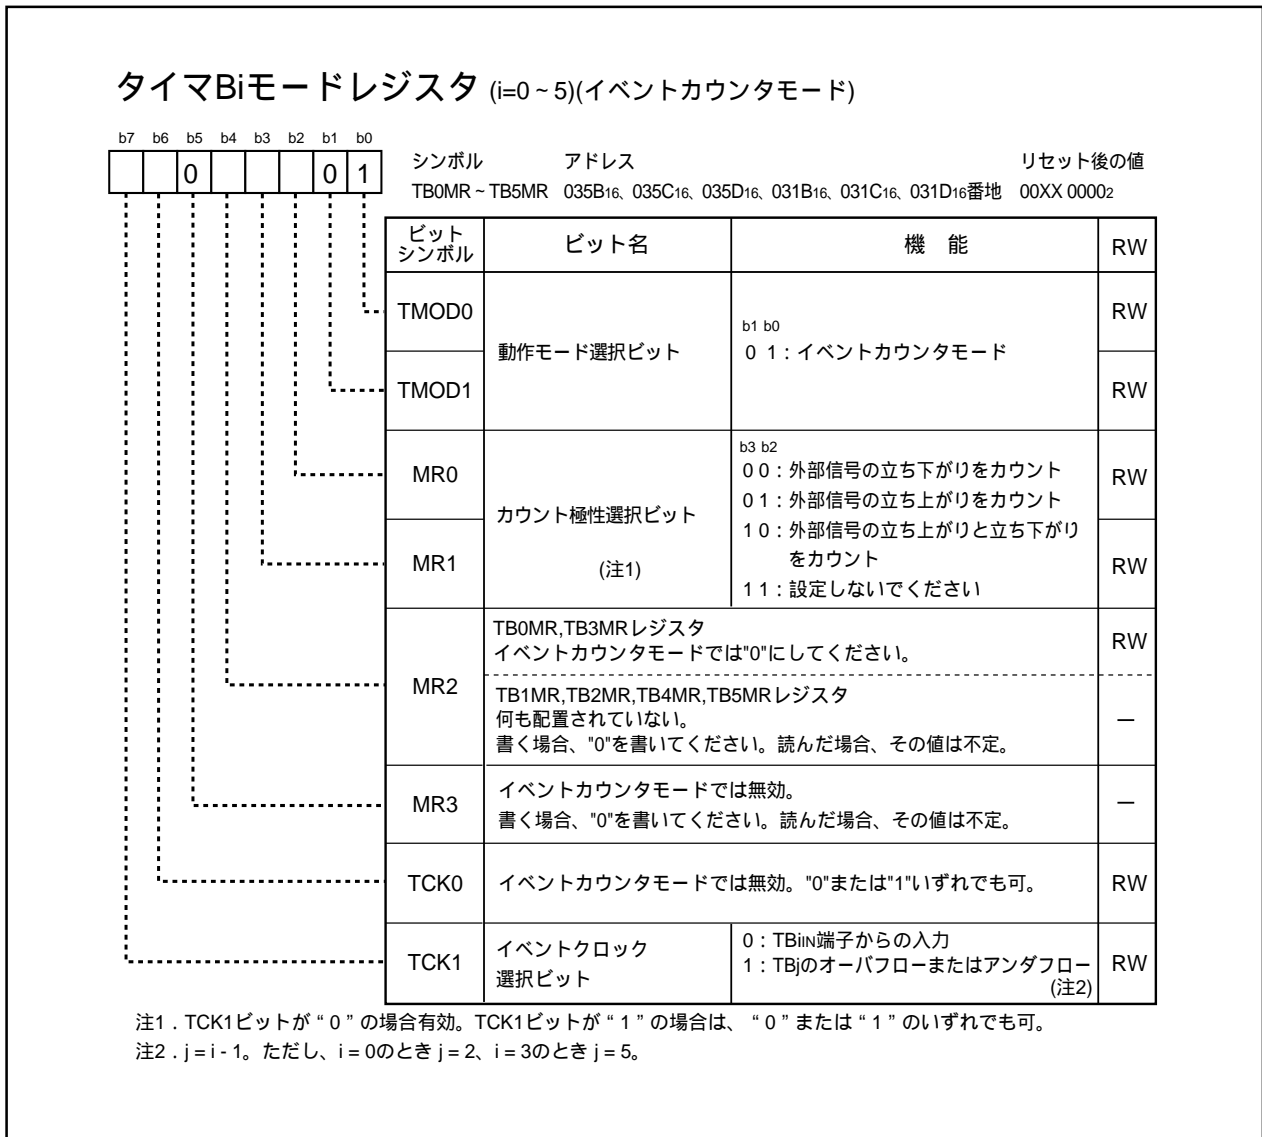 タイマBiモードレジスタ (i=0～5)(イベントカウンタモード)
b7 b6 b5 b4 b3 b2 b1 b0
0 0 1
シンボル アドレス リセット後の値
TB0MR～TB5MR 035B16、035C16、035D16、031B16、031C16、031D16番地 00XX 00002
ビット
シンボル
ビット名
機 能
RW
TMOD0
RW
動作モード選択ビット
b1 b0
0 1：イベントカウンタモード
TMOD1
RW
MR0
RW
カウント極性選択ビット
(注1)
b3 b2
0 0：外部信号の立ち下がりをカウント
0 1：外部信号の立ち上がりをカウント
1 0：外部信号の立ち上がりと立ち下がり
をカウント
1 1：設定しないでください
MR1
RW
MR2
TB0MR,TB3MRレジスタ
イベントカウンタモードでは"0"にしてください。
RW
TB1MR,TB2MR,TB4MR,TB5MRレジスタ
何も配置されていない。
書く場合、"0"を書いてください。読んだ場合、その値は不定。
—
MR3
イベントカウンタモードでは無効。
書く場合、"0"を書いてください。読んだ場合、その値は不定。
—
TCK0
イベントカウンタモードでは無効。"0"または"1"いずれでも可。
RW
TCK1
イベントクロック
選択ビット
0：TBiIN端子からの入力
1：TBjのオーバフローまたはアンダフロー
(注2)
RW
注1．TCK1ビットが“0”の場合有効。TCK1ビットが“1”の場合は、“0”または“1”のいずれでも可。
注2．j = i - 1。ただし、i = 0のとき j = 2、i = 3のとき j = 5。